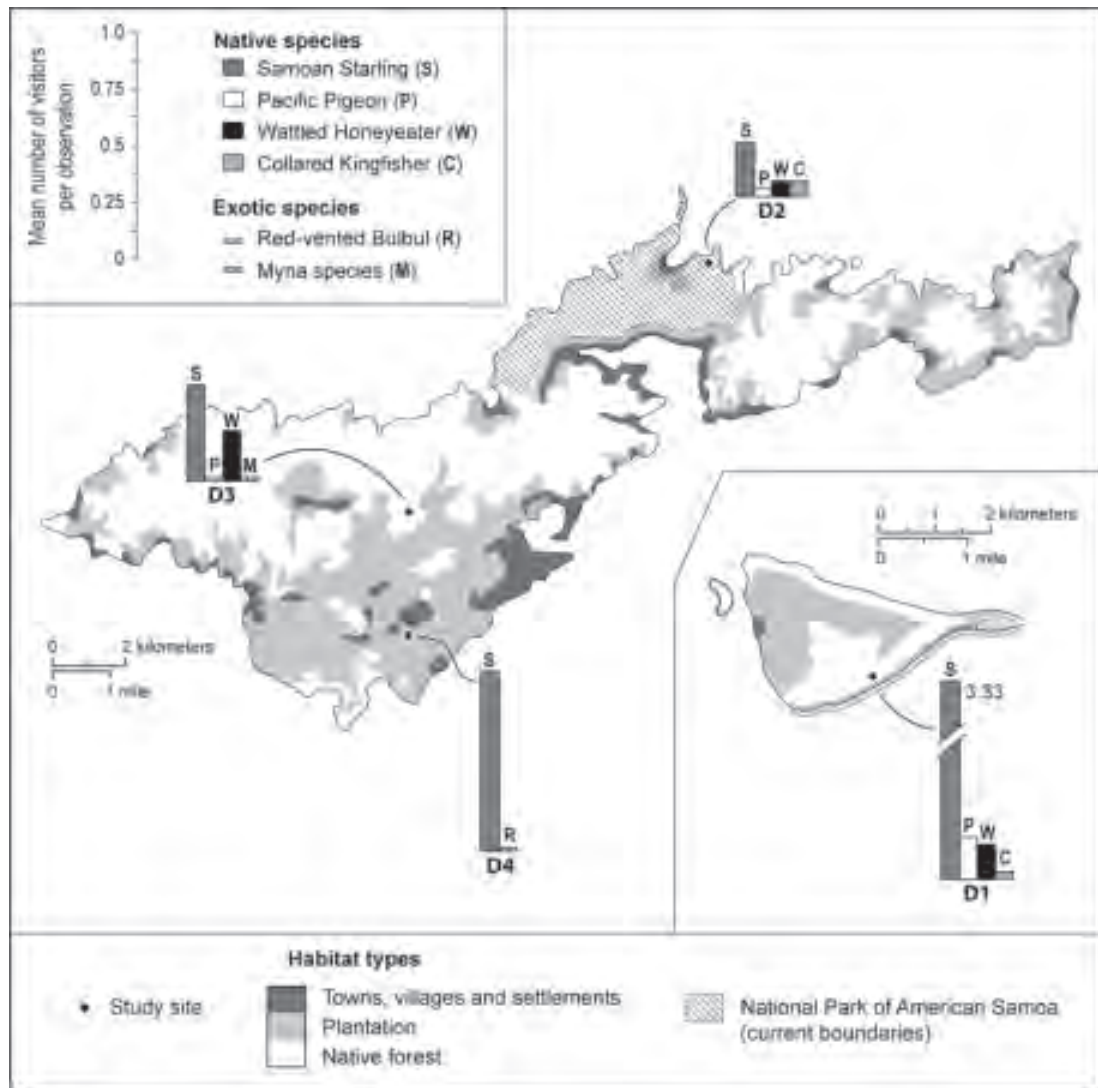 Mean number of visitors
per observation
1.0
0.75
0.5
0.25
0
Native species
Samoan Starling (S)
Pacific Pigeon (P)
Wattled Honeyeater (W)
Collared Kingfisher (C)
Exotic species
Red-vented Bulbul (R)
Myna species (M)
S
P W C
D2
S
W
P M
D3
0 2 kilometers
0 1 mile
S
R
D4
0 1 2 kilometers
0 1 mile
S
3.33
P
W
C
D1
Habitat types
Study site
Towns, villages and settlements
Plantation
Native forest
National Park of American Samoa
(current boundaries)